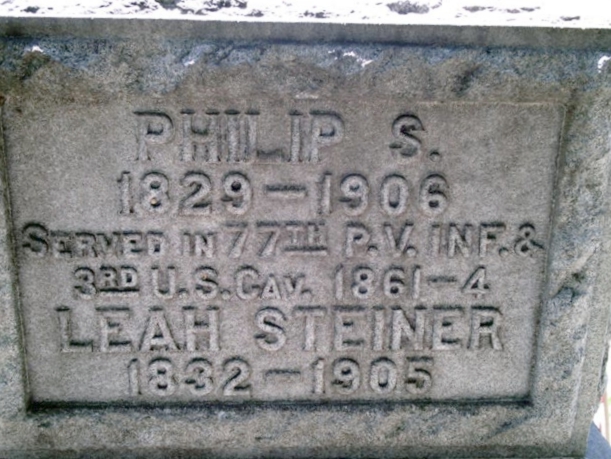 PHILIP S.
1829–1906
SERVED IN 77TH P.V. INF. &
3RD U.S. CAV. 1861–4
LEAH STEINER
1832–1905